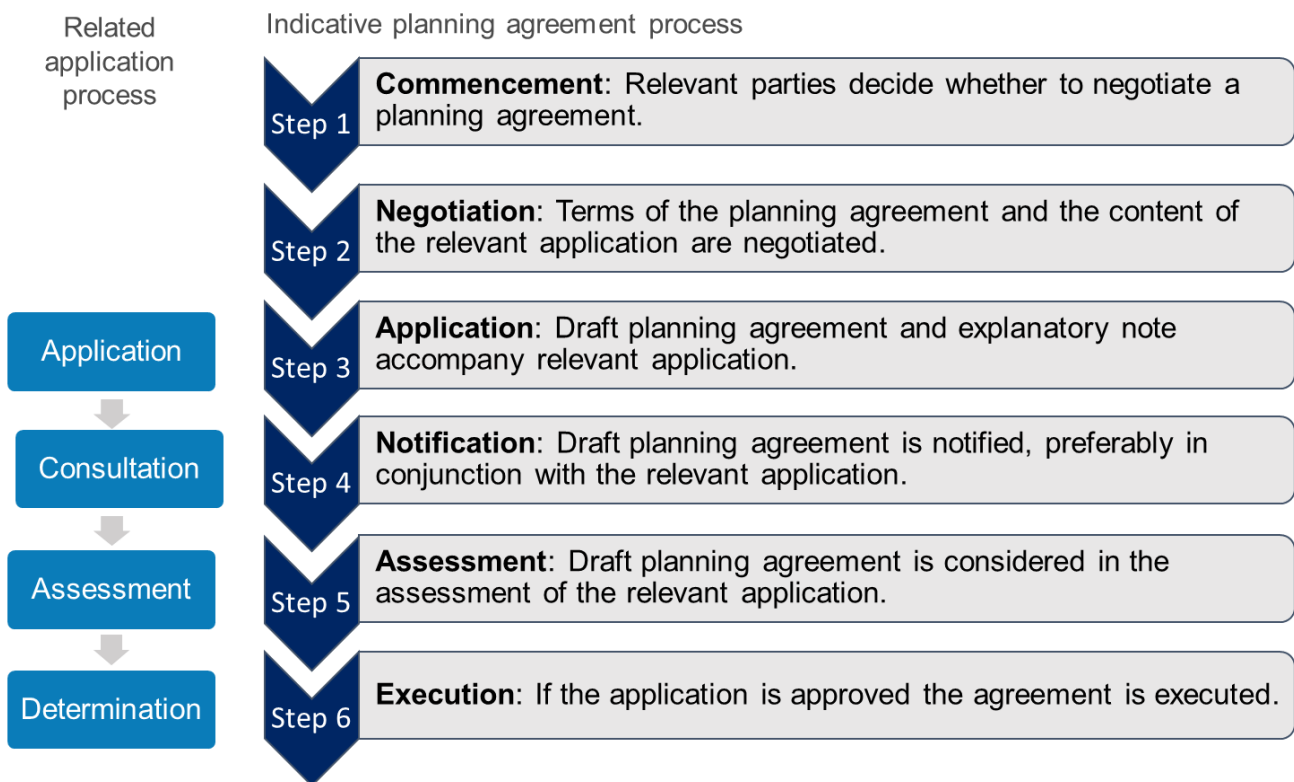 Related
application
process
Indicative planning agreement process
Step 1
Commencement: Relevant parties decide whether to negotiate a
planning agreement.
Step 2
Negotiation: Terms of the planning agreement and the content of
the relevant application are negotiated.
Application
Step 3
Application: Draft planning agreement and explanatory note
accompany relevant application.
Consultation
Step 4
Notification: Draft planning agreement is notified, preferably in
conjunction with the relevant application.
Assessment
Step 5
Assessment: Draft planning agreement is considered in the
assessment of the relevant application.
Determination
Step 6
Execution: If the application is approved the agreement is executed.